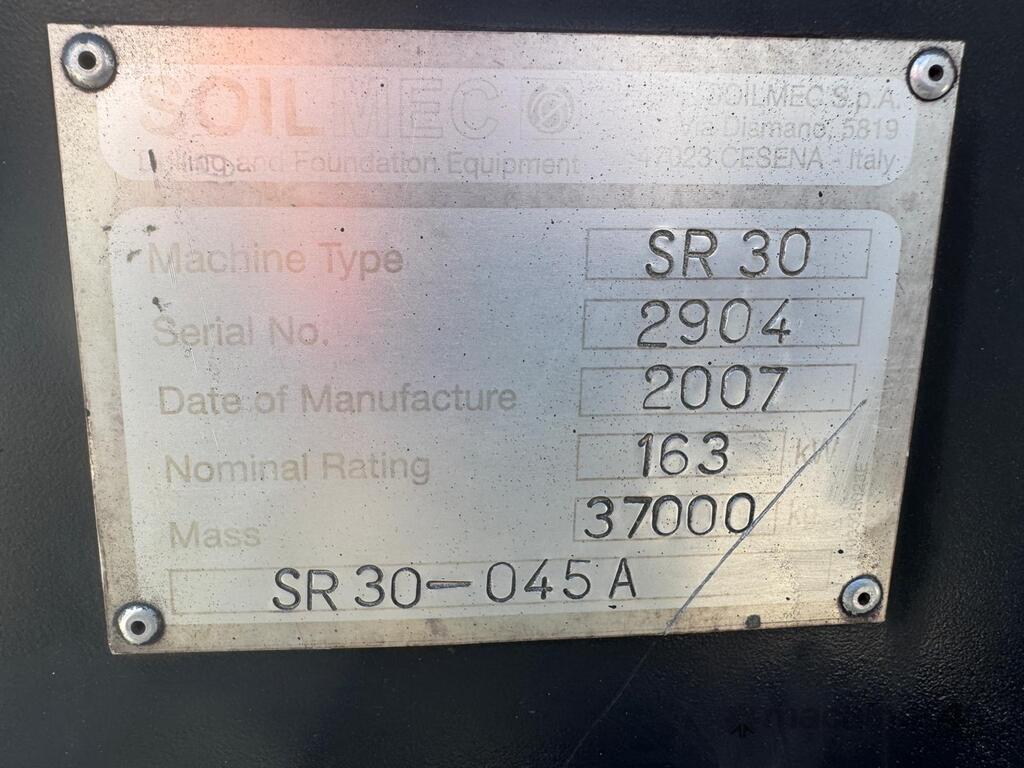 SOILMEC
SOILMEC S.p.A.
Via Dismano, 5819
47023 CESENA - Italy
Drilling and Foundation Equipment
Machine Type SR 30
Serial No. 2904
Date of Manufacture 2007
Nominal Rating 163 kW
Mass 37000 kg
SR 30-045 A